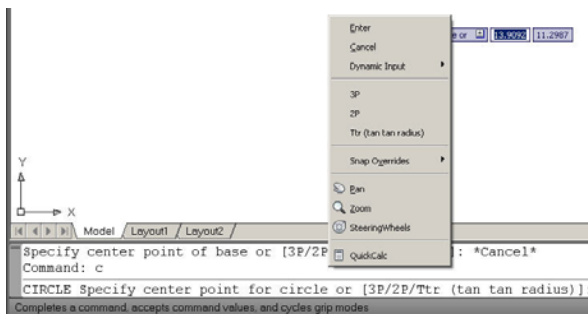 Enter
Cancel
Dynamic Input
e or 13.9092 11.2987
3P
2P
Ttr (tan tan radius)
Snap Overrides
Pan
Zoom
SteeringWheels
QuickCalc
Y
X
Model Layout1 Layout2
Specify center point of base or [3P/2P ]: *Cancel*
Command: c
CIRCLE Specify center point for circle or [3P/2P/Ttr (tan tan radius)]
Completes a command, accepts command values, and cycles grip modes